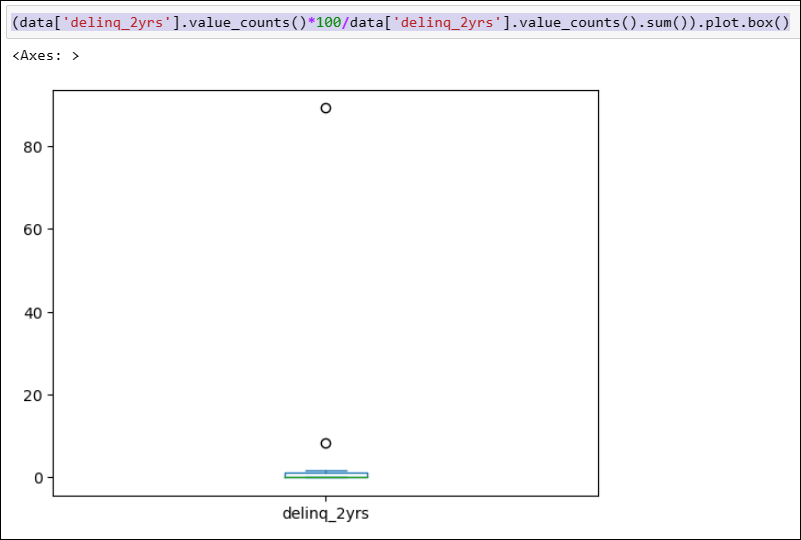 (data['delinq_2yrs'].value_counts()*100/data['delinq_2yrs'].value_counts().sum()).plot.box()
<Axes: >
80
60
40
20
0
delinq_2yrs